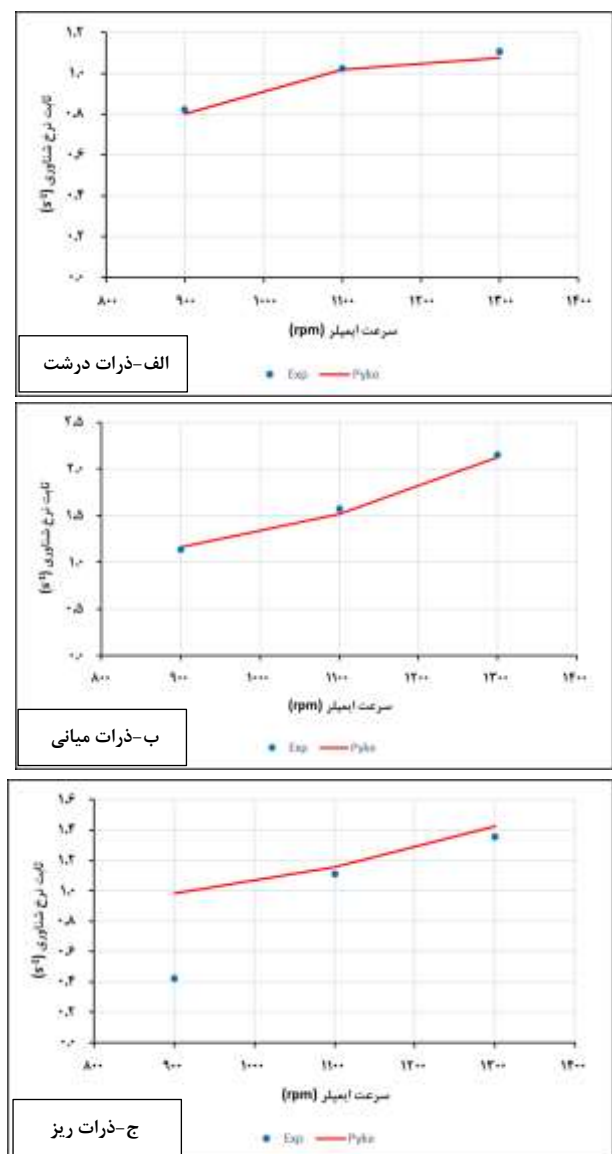 ۱.۲
۱.۰
۰.۸
۰.۶
۰.۴
۰.۲
۰.۰
ثابت نرخ شناوری (s⁻¹)
۸۰۰ ۹۰۰ ۱۰۰۰ ۱۱۰۰ ۱۲۰۰ ۱۳۰۰ ۱۴۰۰
سرعت ایمپلر (rpm)
Exp Pyke
الف-ذرات درشت
۲.۵
۲.۰
۱.۵
۱.۰
۰.۵
۰.۰
ثابت نرخ شناوری (s⁻¹)
۸۰۰ ۹۰۰ ۱۰۰۰ ۱۱۰۰ ۱۲۰۰ ۱۳۰۰ ۱۴۰۰
سرعت ایمپلر (rpm)
Exp Pyke
ب-ذرات میانی
۱.۶
۱.۴
۱.۲
۱.۰
۰.۸
۰.۶
۰.۴
۰.۲
۰.۰
ثابت نرخ شناوری (s⁻¹)
۸۰۰ ۹۰۰ ۱۰۰۰ ۱۱۰۰ ۱۲۰۰ ۱۳۰۰ ۱۴۰۰
سرعت ایمپلر (rpm)
Exp Pyke
ج-ذرات ریز